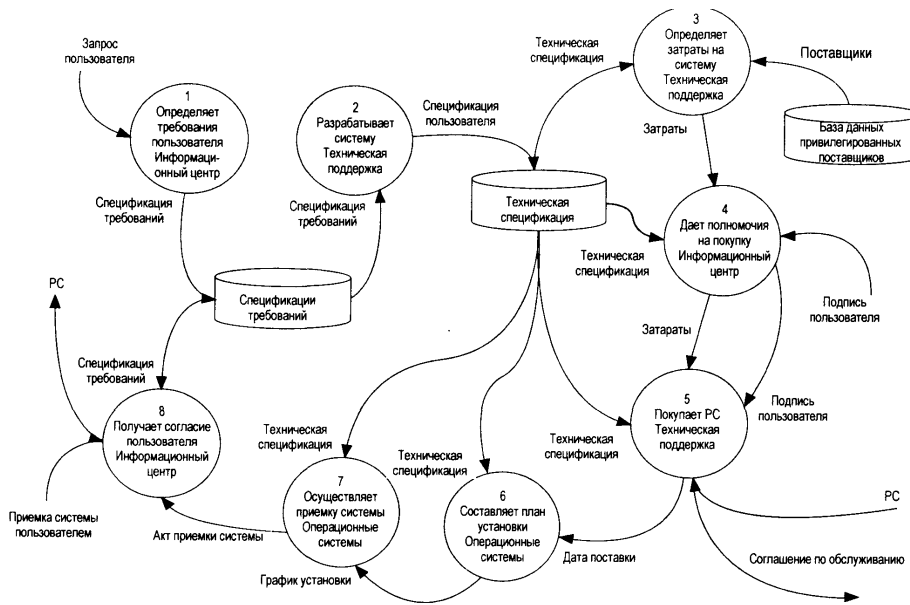 Запрос
пользователя
1
Определяет
требования
пользователя
Информаци-
онный центр
2
Разрабатывает
систему
Техническая
поддержка
Спецификация
пользователя
Техническая
спецификация
3
Определяет
затраты на
систему
Техническая
поддержка
Поставщики
База данных
привилегированных
поставщиков
Затраты
Спецификация
требований
Спецификация
требований
Техническая
спецификация
Техническая
спецификация
4
Дает полномочия
на покупку
Информационный
центр
Подпись
пользователя
PC
Спецификации
требований
Затараты
Спецификация
требований
8
Получает согласие
пользователя
Информационный
центр
Техническая
спецификация
Техническая
спецификация
Техническая
спецификация
5
Покупает PC
Техническая
поддержка
Подпись
пользователя
Приемка системы
пользователем
Акт приемки системы
7
Осуществляет
приемку системы
Операционные
системы
График установки
6
Составляет план
установки
Операционные
системы
Дата поставки
PC
Соглашение по обслуживанию